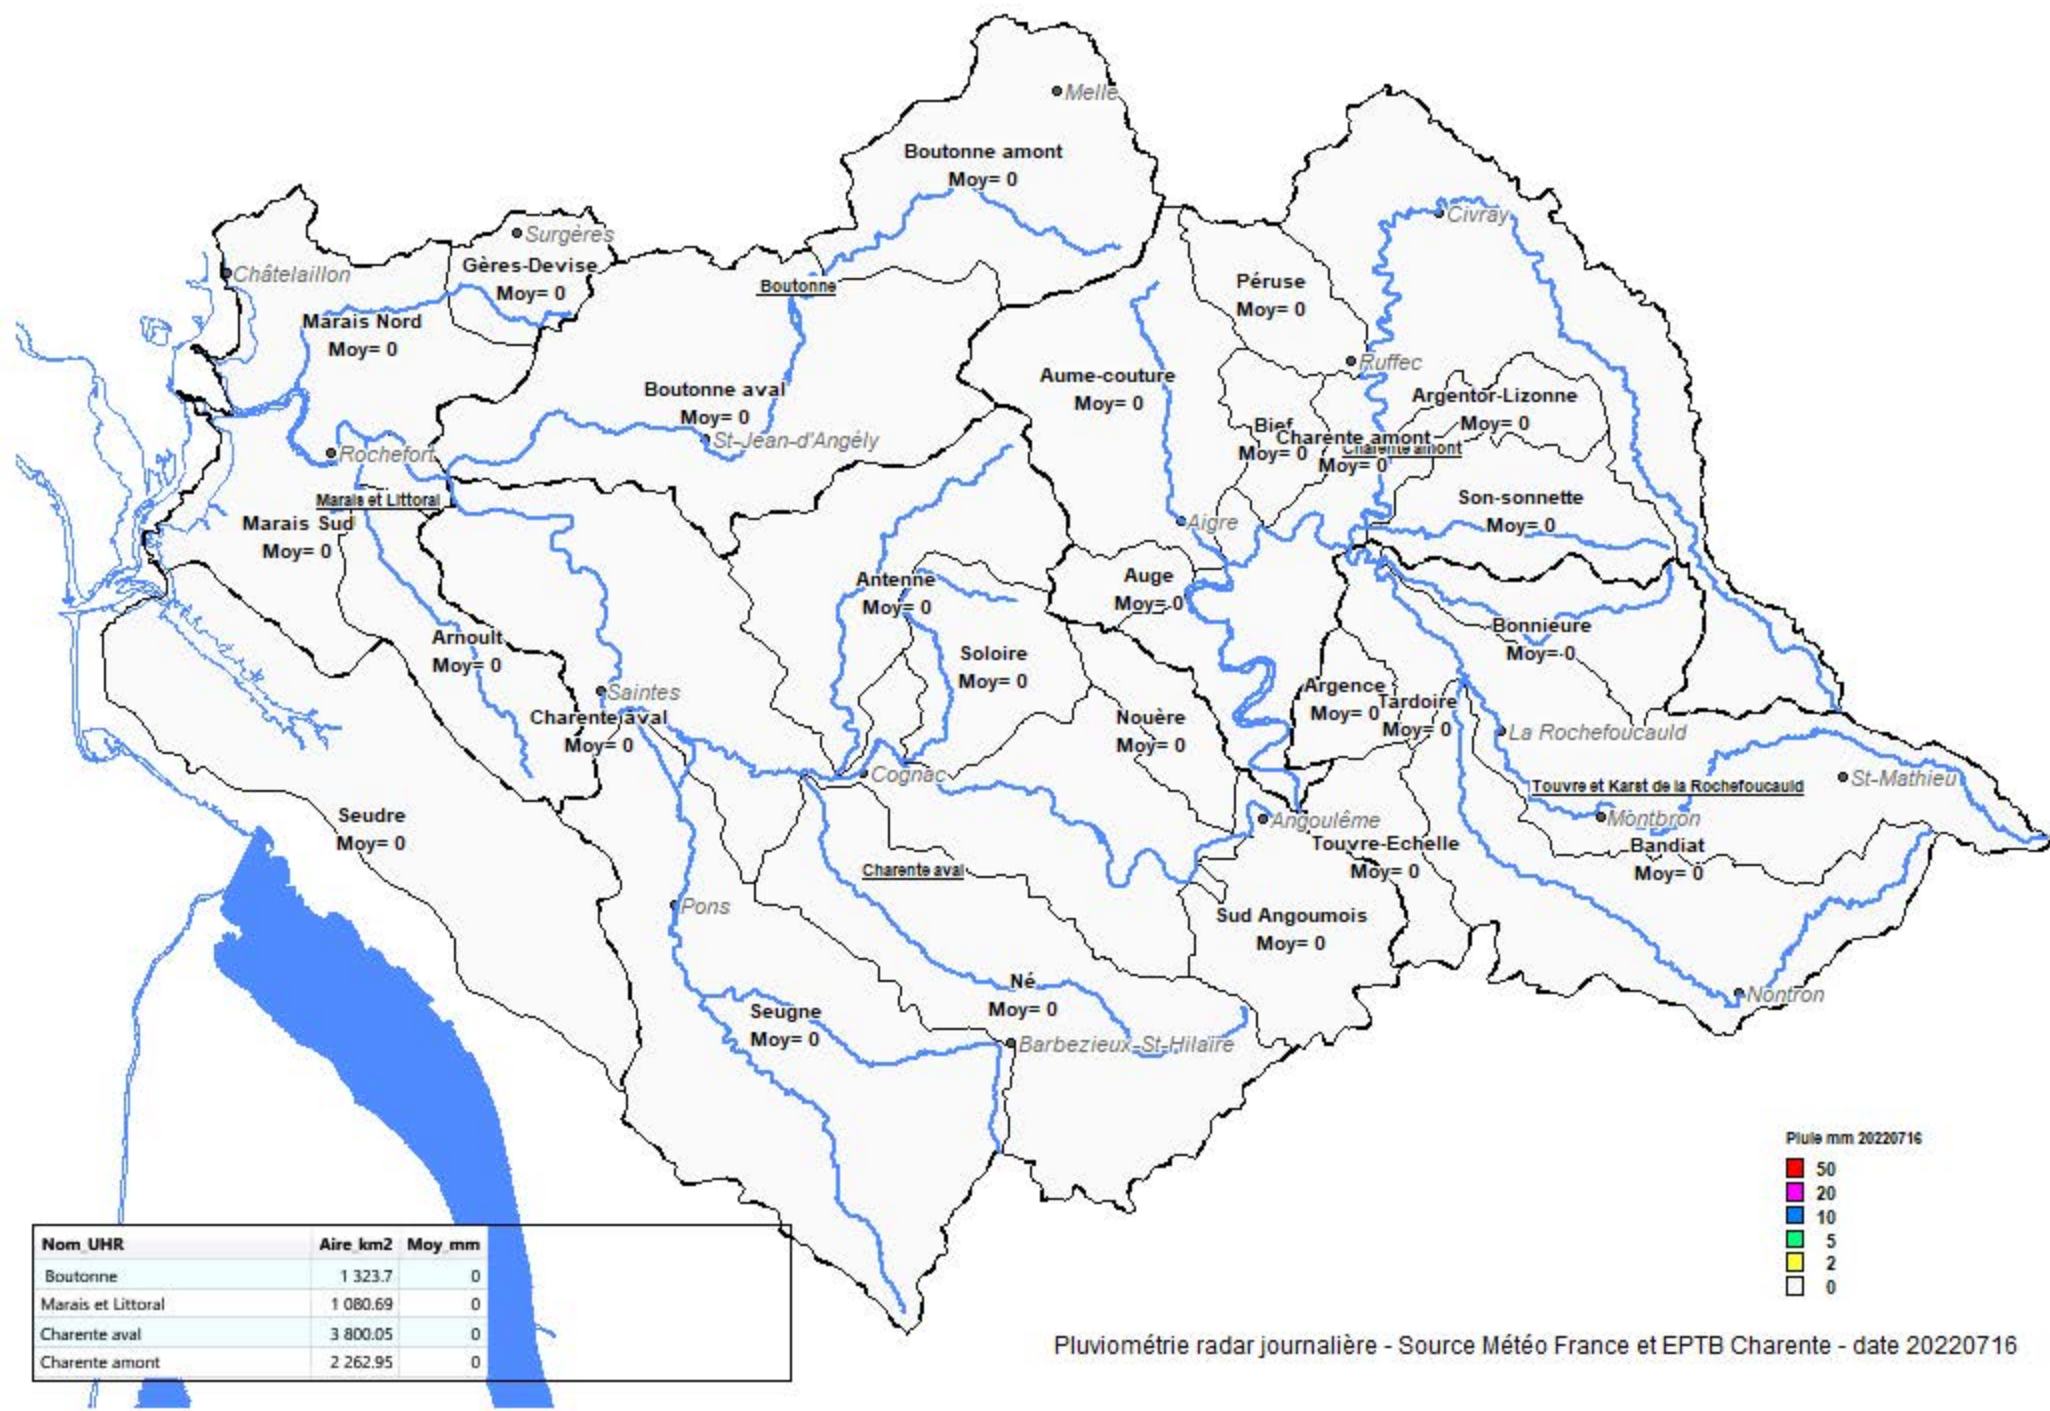 Melle
Boutonne amont
Moy= 0
Civray
Surgères
Châtelaillon
Gères-Devise
Moy= 0
Boutonne
Péruse
Moy= 0
Marais Nord
Moy= 0
Ruffec
Aume-couture
Moy= 0
Boutonne aval
Moy= 0
Argentor-Lizonne
Moy= 0
St-Jean-d'Angély
Bief
Moy= 0
Charente amont
Moy= 0
Charente amont
Rochefort
Marais et Littoral
Son-sonnette
Moy= 0
Marais Sud
Moy= 0
Aigre
Antenne
Moy= 0
Auge
Moy= 0
Bonnieure
Moy= 0
Arnoult
Moy= 0
Soloire
Moy= 0
Saintes
Argence
Moy= 0
Tardoire
Moy= 0
Charente aval
Moy= 0
Nouère
Moy= 0
La Rochefoucauld
Cognac
Touvre et Karst de la Rochefoucauld
St-Mathieu
Seudre
Moy= 0
Angoulême
Montbron
Touvre-Echelle
Moy= 0
Bandiat
Moy= 0
Charente aval
Pons
Sud Angoumois
Moy= 0
Né
Moy= 0
Nontron
Seugne
Moy= 0
Barbezieux-St-Hilaire
Pluie mm 20220716
50
20
10
5
2
0
Nom_UHR Aire_km2 Moy_mm
Boutonne 1 323.7 0
Marais et Littoral 1 080.69 0
Charente aval 3 800.05 0
Charente amont 2 262.95 0
Pluviométrie radar journalière - Source Météo France et EPTB Charente - date 20220716